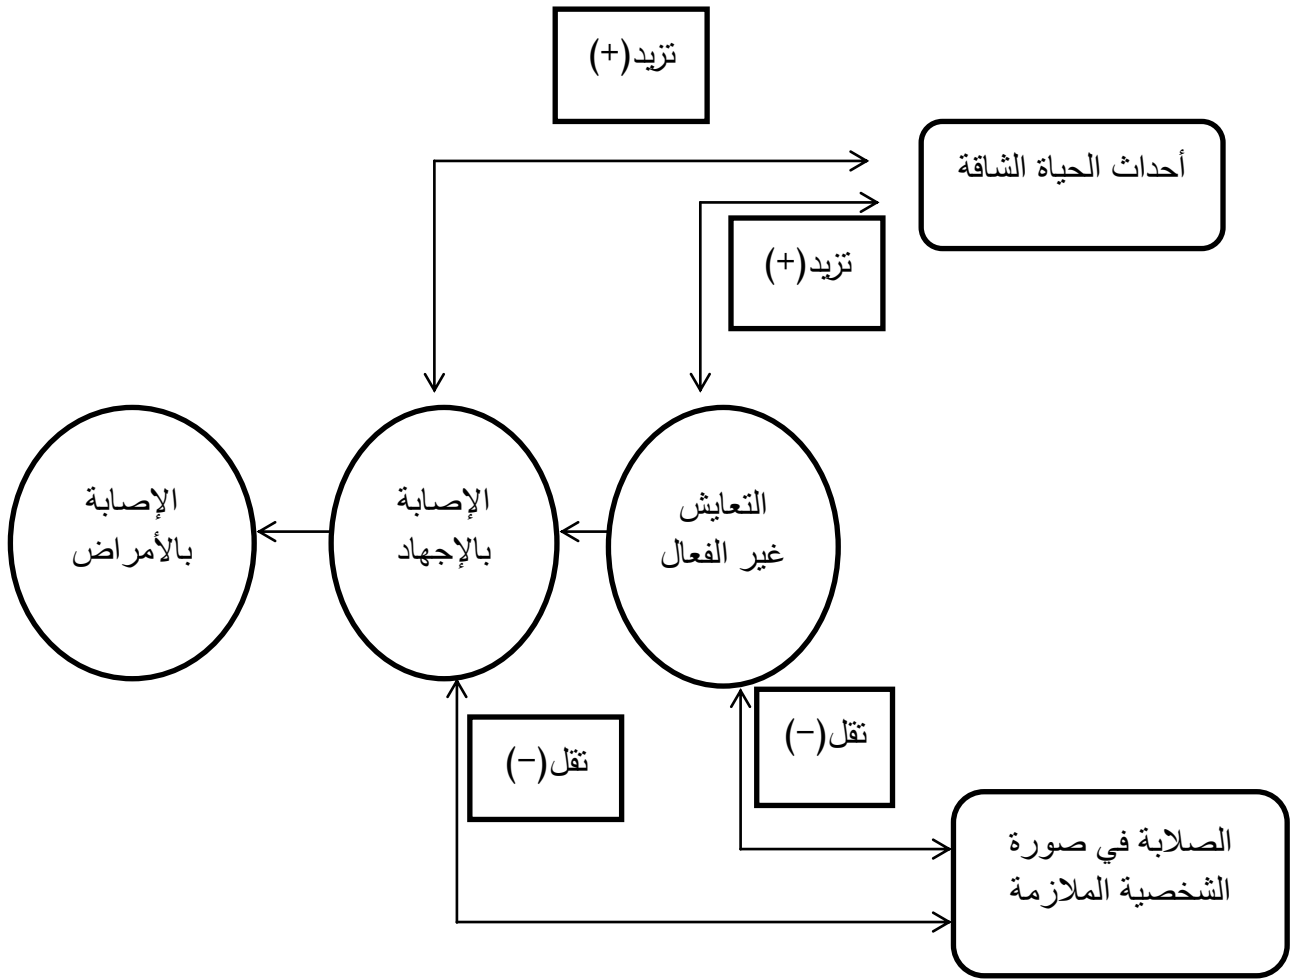 تزيد(+)
أحداث الحياة الشاقة
تزيد(+)
التعايش
غير الفعال
الإصابة
بالإجهاد
الإصابة
بالأمراض
تقل(-)
تقل(-)
الصلابة في صورة
الشخصية الملازمة